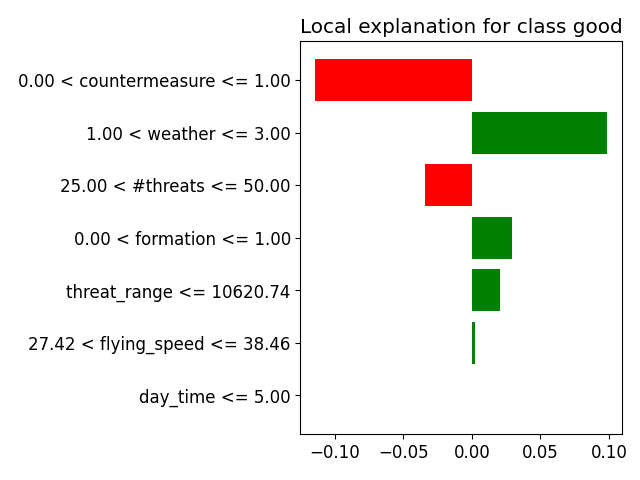 Local explanation for class good
0.00 < countermeasure <= 1.00
1.00 < weather <= 3.00
25.00 < #threats <= 50.00
0.00 < formation <= 1.00
threat_range <= 10620.74
27.42 < flying_speed <= 38.46
day_time <= 5.00
−0.10 −0.05 0.00 0.05 0.10